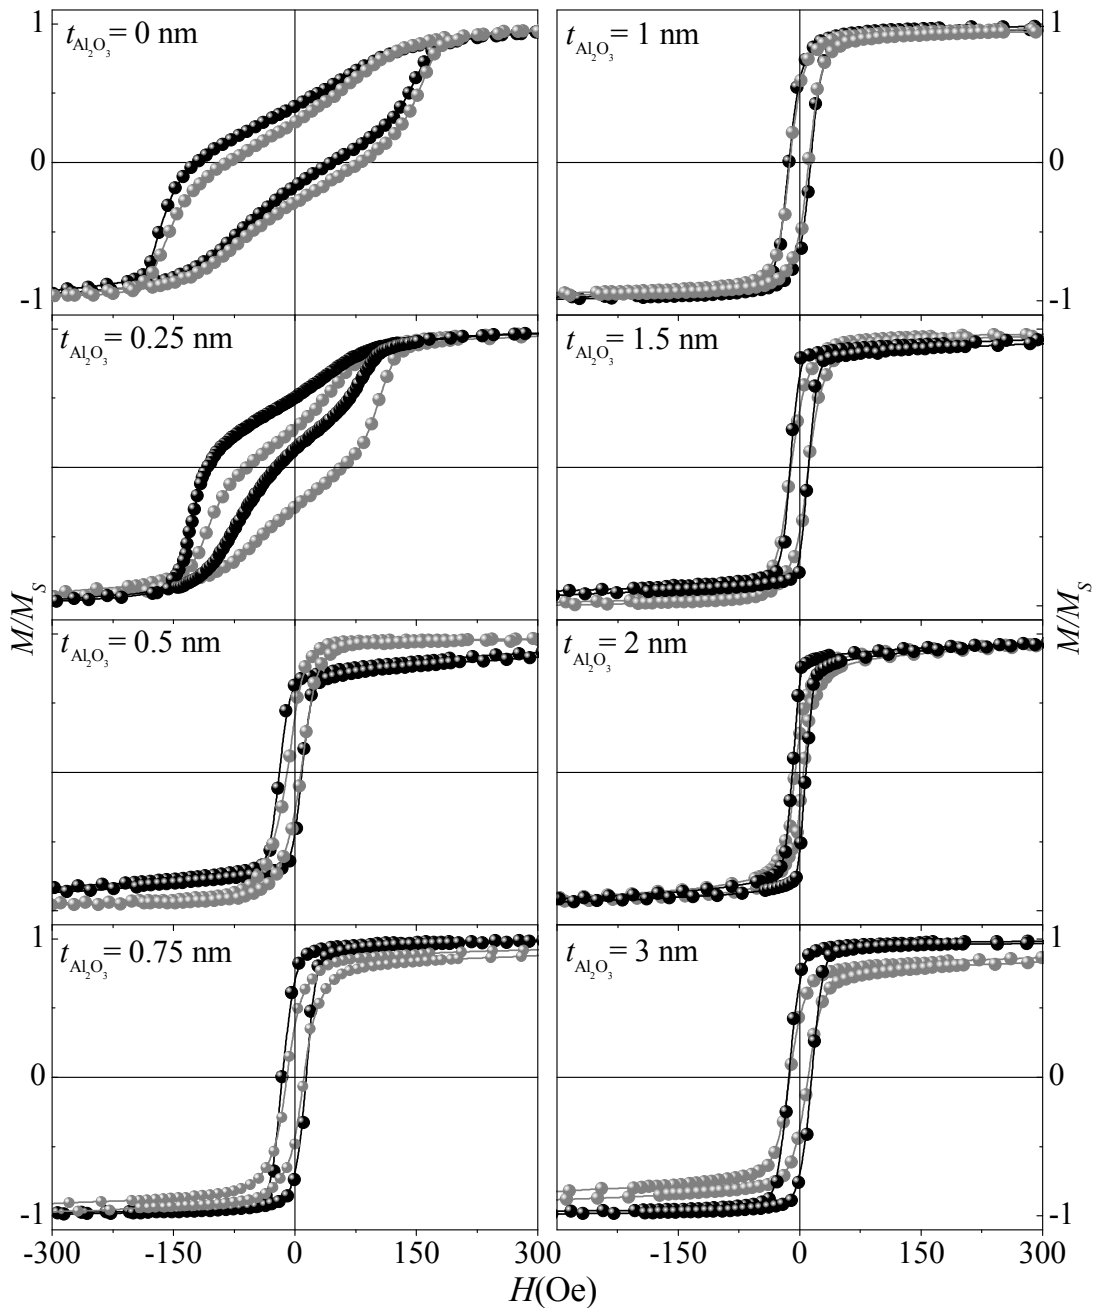 1
t_Al₂O₃ = 0 nm
t_Al₂O₃ = 1 nm
1
0
0
-1
-1
t_Al₂O₃ = 0.25 nm
t_Al₂O₃ = 1.5 nm
M/M_S
M/M_S
t_Al₂O₃ = 0.5 nm
t_Al₂O₃ = 2 nm
1
t_Al₂O₃ = 0.75 nm
t_Al₂O₃ = 3 nm
1
0
0
-1
-1
-300 -150 0 150 300
-150 0 150 300
H(Oe)